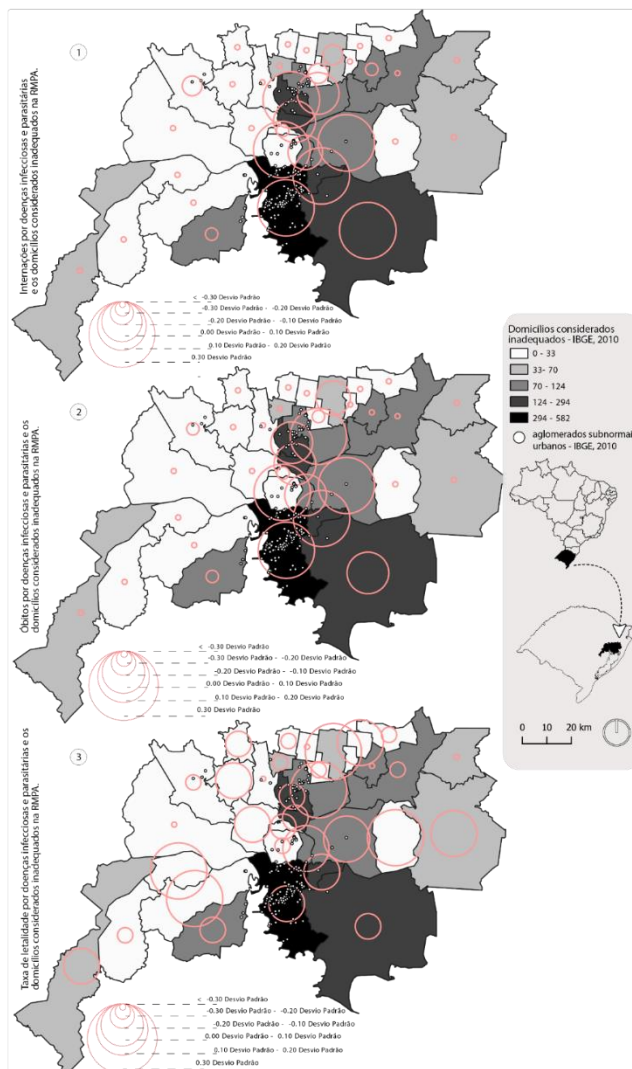 1
Internações por doenças infecciosas e parasitárias
e os domicílios considerados inadequados na RMPA.
< -0.30 Desvio Padrão
-0.30 Desvio Padrão - -0.20 Desvio Padrão
-0.20 Desvio Padrão - -0.10 Desvio Padrão
0.00 Desvio Padrão - 0.10 Desvio Padrão
0.10 Desvio Padrão - 0.20 Desvio Padrão
0.30 Desvio Padrão
2
Óbitos por doenças infecciosas e parasitárias e os
domicílios considerados inadequados na RMPA.
< -0.30 Desvio Padrão
-0.30 Desvio Padrão - -0.20 Desvio Padrão
-0.20 Desvio Padrão - -0.10 Desvio Padrão
0.00 Desvio Padrão - 0.10 Desvio Padrão
0.10 Desvio Padrão - 0.20 Desvio Padrão
0.30 Desvio Padrão
3
Taxa de letalidade por doenças infecciosas e parasitárias e os
domicílios considerados inadequados na RMPA.
< -0.30 Desvio Padrão
-0.30 Desvio Padrão - -0.20 Desvio Padrão
-0.20 Desvio Padrão - -0.10 Desvio Padrão
0.00 Desvio Padrão - 0.10 Desvio Padrão
0.10 Desvio Padrão - 0.20 Desvio Padrão
0.30 Desvio Padrão
Domicílios considerados
inadequados - IBGE, 2010
0 - 33
33- 70
70 - 124
124 - 294
294 - 582
aglomerados subnormai
urbanos - IBGE, 2010
0 10 20 km